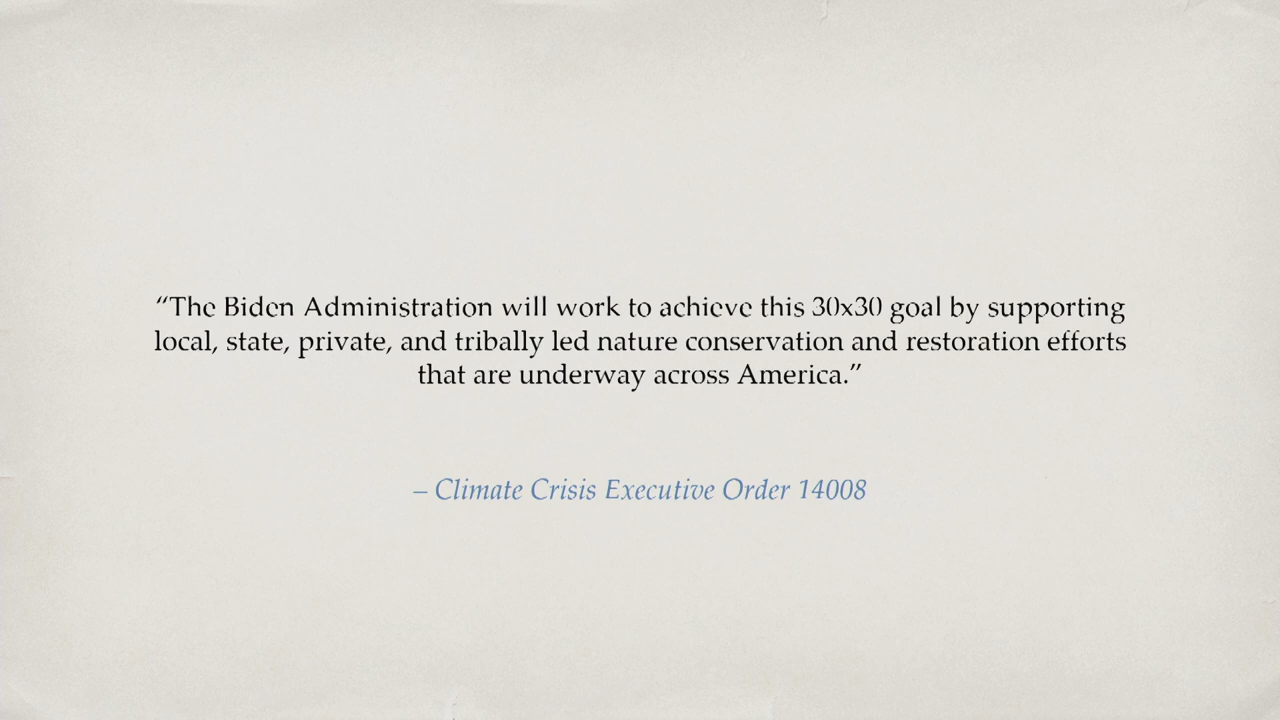 “The Biden Administration will work to achieve this 30x30 goal by supporting
local, state, private, and tribally led nature conservation and restoration efforts
that are underway across America.”
– Climate Crisis Executive Order 14008